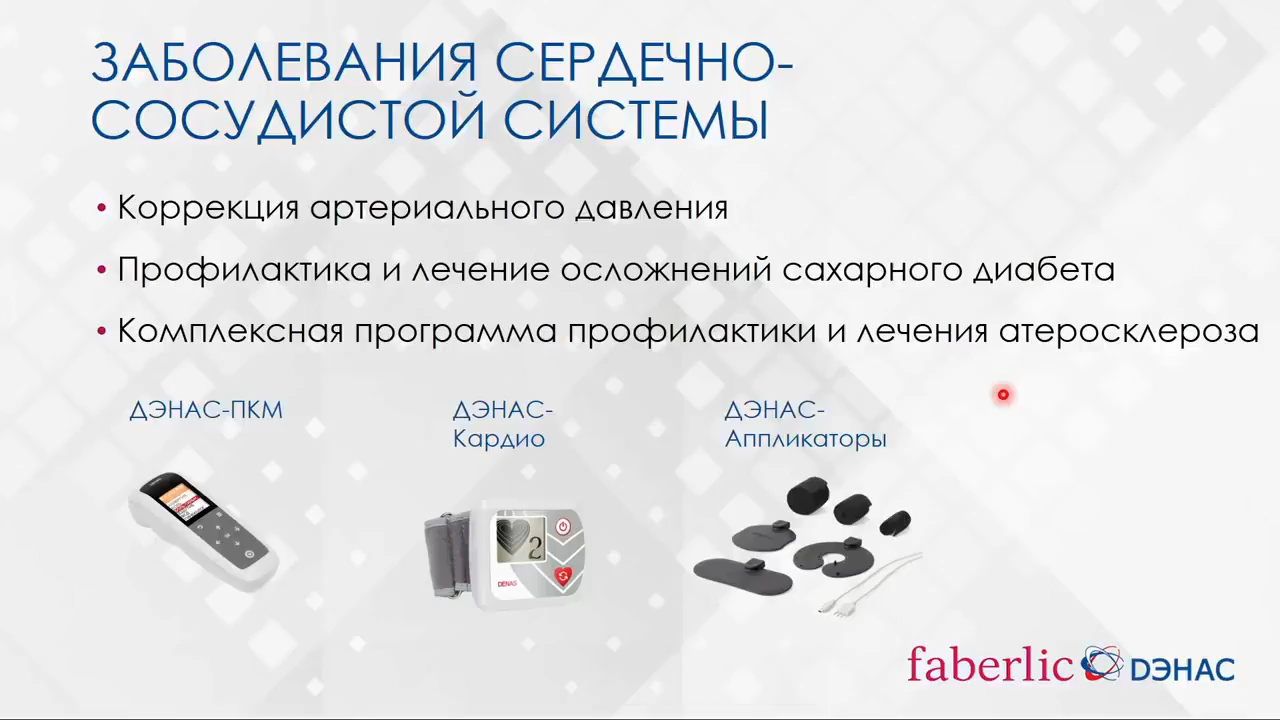 ЗАБОЛЕВАНИЯ СЕРДЕЧНО-
СОСУДИСТОЙ СИСТЕМЫ
• Коррекция артериального давления
• Профилактика и лечение осложнений сахарного диабета
• Комплексная программа профилактики и лечения атеросклероза
ДЭНАС-ПКМ
ДЭНАС-
Кардио
ДЭНАС-
Аппликаторы
2
DENAS
faberlic ДЭНАС